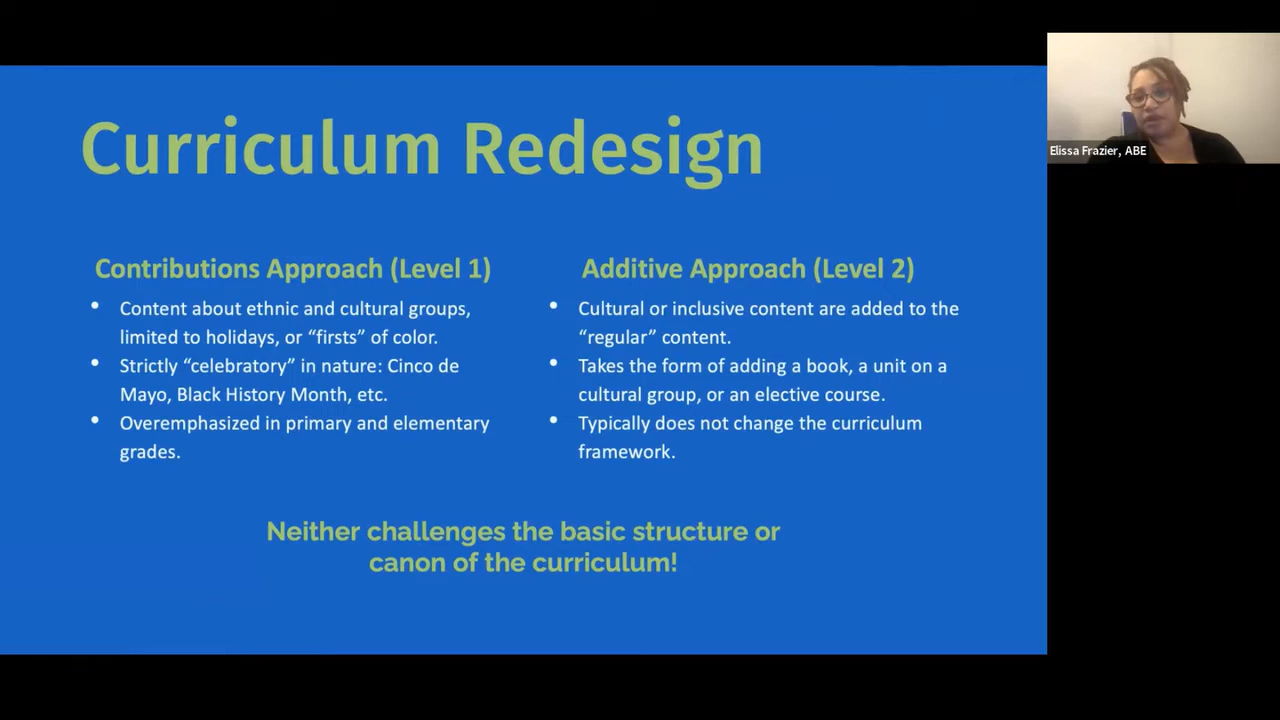 Curriculum Redesign
Contributions Approach (Level 1)
• Content about ethnic and cultural groups,
limited to holidays, or “firsts” of color.
• Strictly “celebratory” in nature: Cinco de
Mayo, Black History Month, etc.
• Overemphasized in primary and elementary
grades.
Additive Approach (Level 2)
• Cultural or inclusive content are added to the
“regular” content.
• Takes the form of adding a book, a unit on a
cultural group, or an elective course.
• Typically does not change the curriculum
framework.
Neither challenges the basic structure or
canon of the curriculum!
Elissa Frazier, ABE